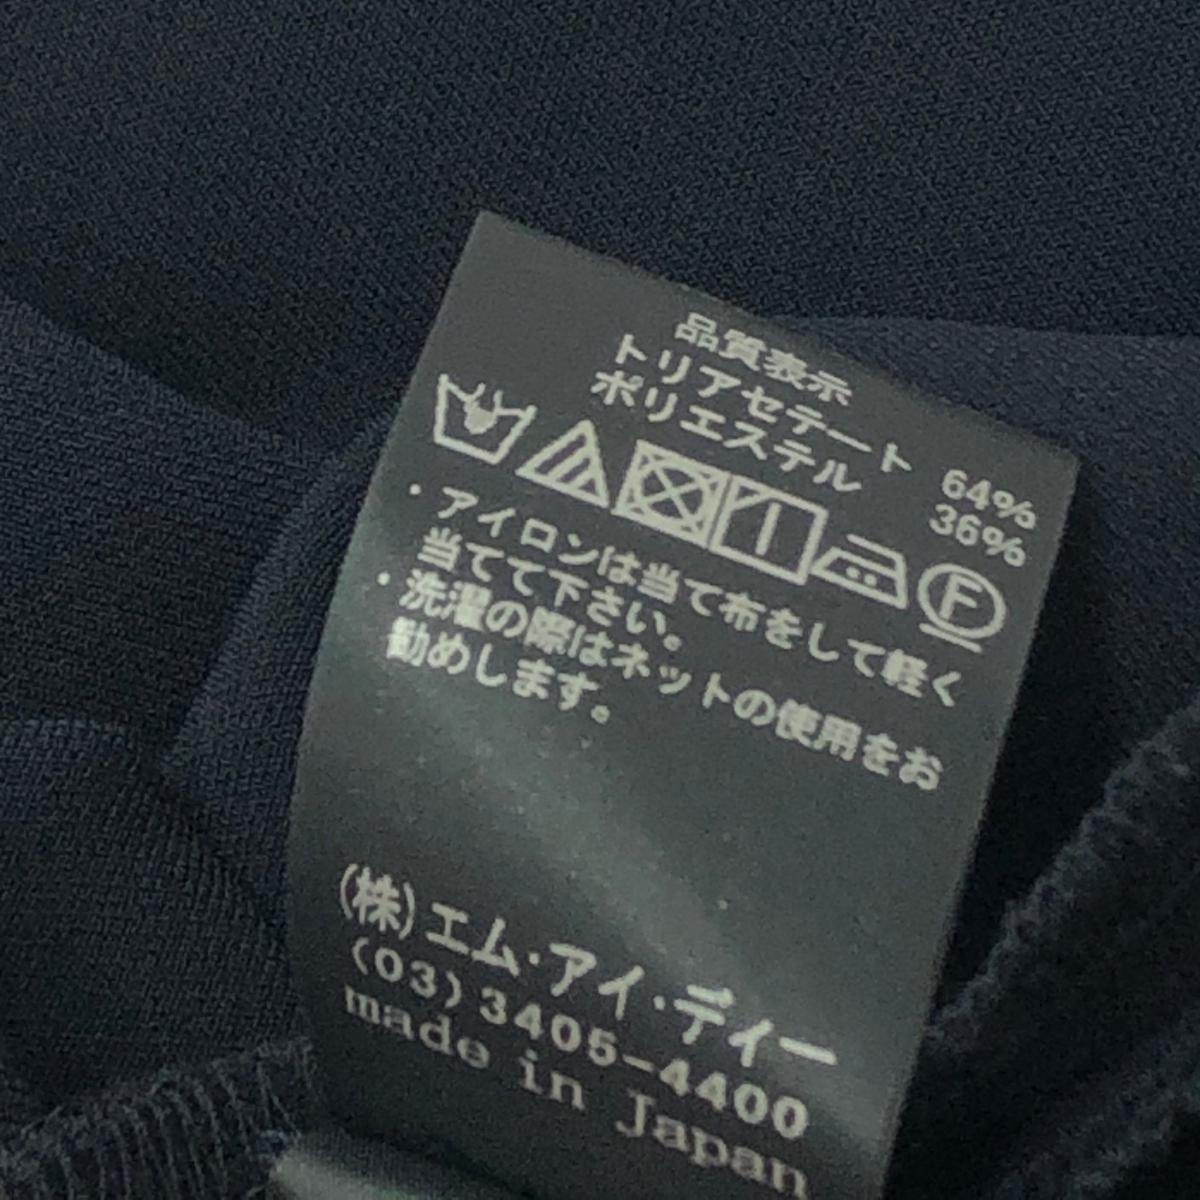 品質表示
トリアセテート 64%
ポリエステル 36%
F
・アイロンは当て布をして軽く
当てて下さい。
・洗濯の際はネットの使用をお
勧めします。
(株)エム・アイ・ディー
(03)3405-4400
made in Japan